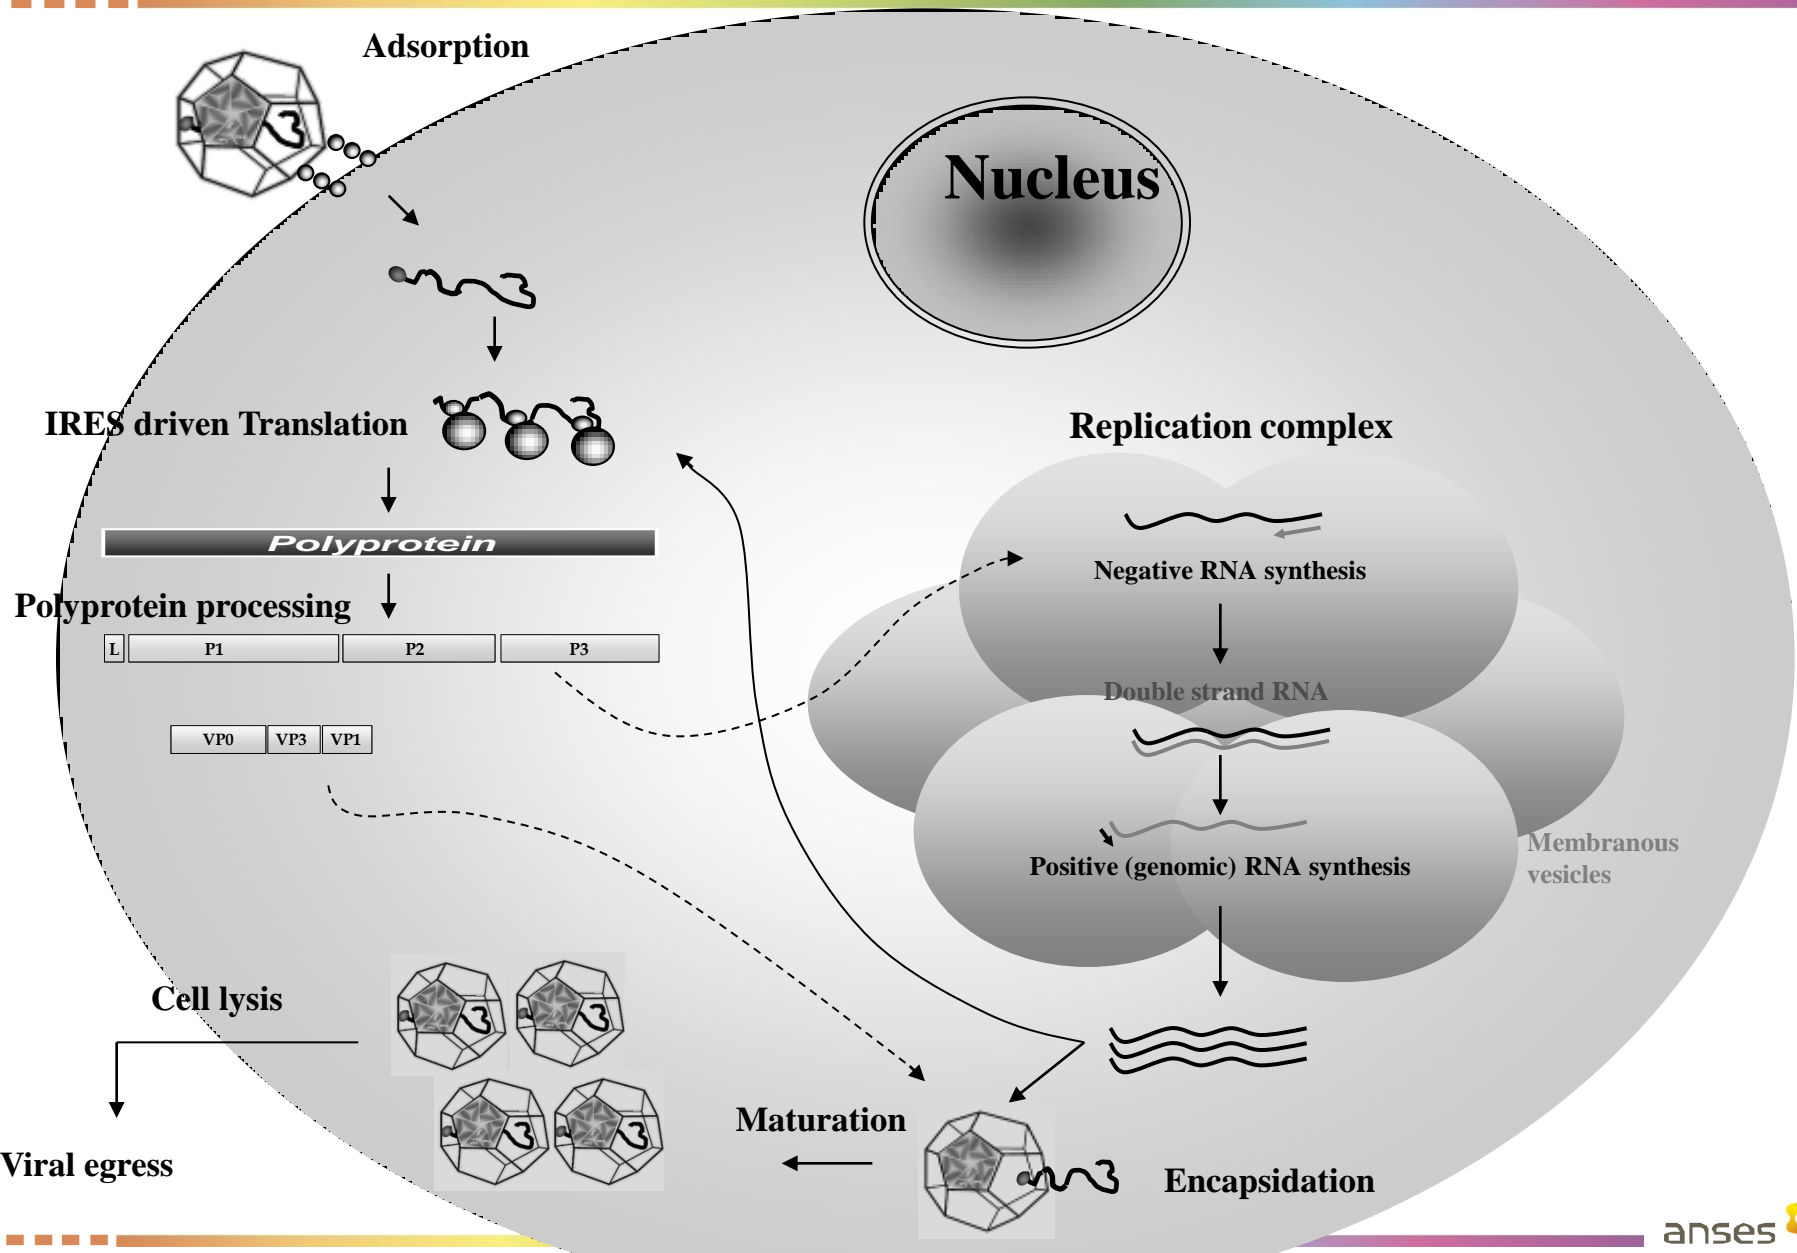 Adsorption
Nucleus
IRES driven Translation
Replication complex
Polyprotein
Negative RNA synthesis
Polyprotein processing
L P1 P2 P3
Double strand RNA
VP0 VP3 VP1
Membranous
vesicles
Positive (genomic) RNA synthesis
Cell lysis
Maturation
Viral egress
Encapsidation
anses